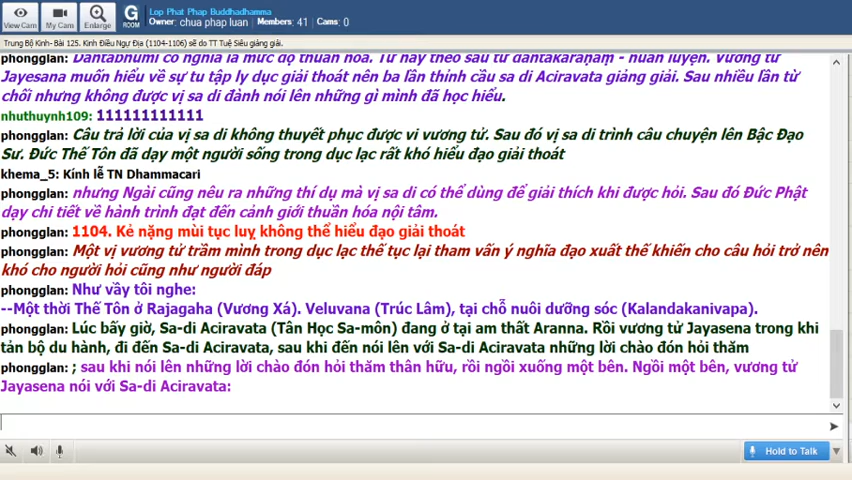 View Cam
My Cam
Enlarge
G
ROOM
Lop Phat Phap Buddhadhamma
Owner: chua phap luan Members: 41 Cams: 0
Trung Bộ Kinh- Bài 125. Kinh Điều Ngự Địa (1104-1106) sẽ do TT Tuệ Siêu giảng giải.
phongglan: Dantabhumi có nghĩa là mức độ thuần hoá. Từ này theo sau từ dantakaraṇaṃ - huấn luyện. Vương tử
Jayesana muốn hiểu về sự tu tập ly dục giải thoát nên ba lần thỉnh cầu sa di Aciravata giảng giải. Sau nhiều lần từ
chối nhưng không được vị sa di đành nói lên những gì mình đã học hiểu.
nhuthuynh109: 111111111111
phongglan: Câu trả lời của vị sa di không thuyết phục được vi vương tử. Sau đó vị sa di trình câu chuyện lên Bậc Đạo
Sư. Đức Thế Tôn đã dạy một người sống trong dục lạc rất khó hiểu đạo giải thoát
khema_5: Kính lễ TN Dhammacari
phongglan: nhưng Ngài cũng nêu ra những thí dụ mà vị sa di có thể dùng để giải thích khi được hỏi. Sau đó Đức Phật
dạy chi tiết về hành trình đạt đến cảnh giới thuần hóa nội tâm.
phongglan: 1104. Kẻ nặng mùi tục luỵ không thể hiểu đạo giải thoát
phongglan: Một vị vương tử trầm mình trong dục lạc thế tục lại tham vấn ý nghĩa đạo xuất thế khiến cho câu hỏi trở nên
khó cho người hỏi cũng như người đáp
phongglan: Như vầy tôi nghe:
--Một thời Thế Tôn ở Rajagaha (Vương Xá). Veluvana (Trúc Lâm), tại chỗ nuôi dưỡng sóc (Kalandakanivapa).
phongglan: Lúc bấy giờ, Sa-di Aciravata (Tân Học Sa-môn) đang ở tại am thất Aranna. Rồi vương tử Jayasena trong khi
tản bộ du hành, đi đến Sa-di Aciravata, sau khi đến nói lên với Sa-di Aciravata những lời chào đón hỏi thăm
phongglan: ; sau khi nói lên những lời chào đón hỏi thăm thân hữu, rồi ngồi xuống một bên. Ngồi một bên, vương tử
Jayasena nói với Sa-di Aciravata:
Hold to Talk